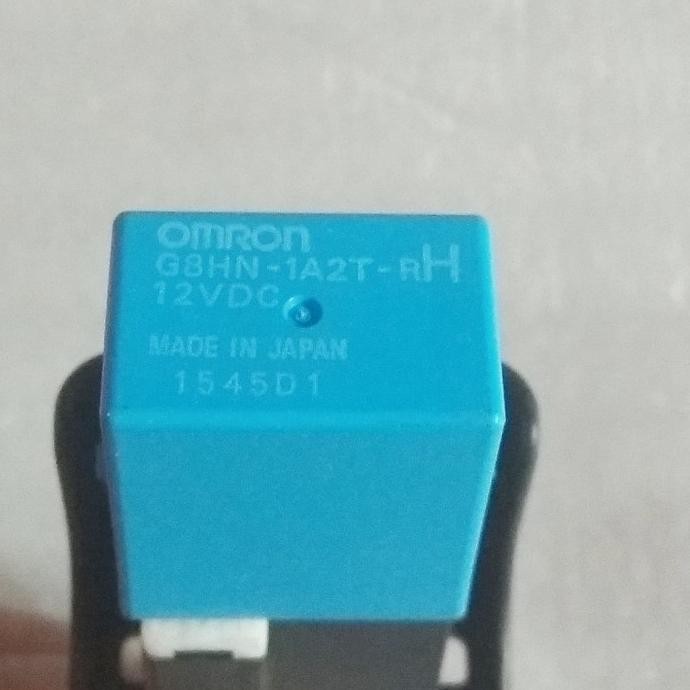 OMRON
G8HN-1A2T-RH
12VDC
MADE IN JAPAN
1545D1